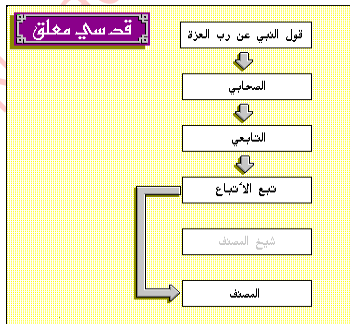 قدسي معلق
قول النبي عن رب العزة
الصحابي
التابعي
تبع الأتباع
شيخ المصنف
المصنف